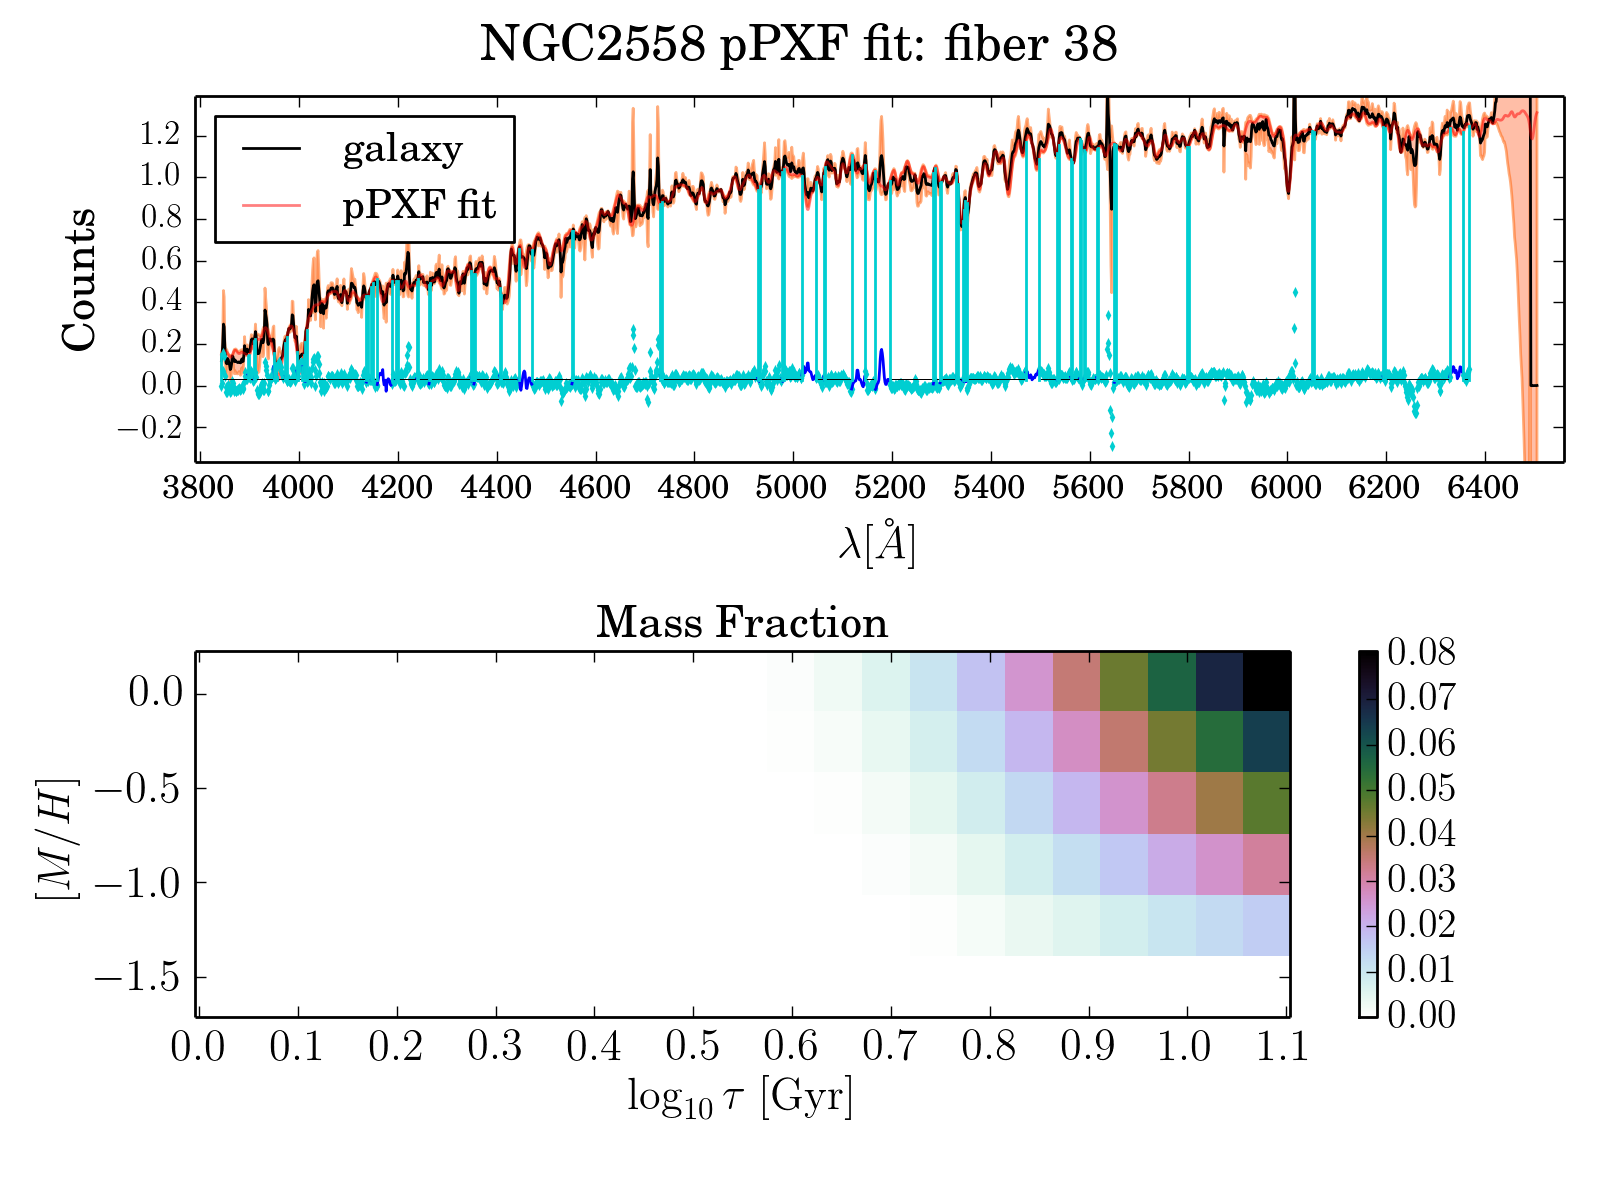 NGC2558 pPXF fit: fiber 38
galaxy
pPXF fit
Counts
1.2
1.0
0.8
0.6
0.4
0.2
0.0
−0.2
3800 4000 4200 4400 4600 4800 5000 5200 5400 5600 5800 6000 6200 6400
λ[Å]
Mass Fraction
[M/H]
0.0
−0.5
−1.0
−1.5
0.0 0.1 0.2 0.3 0.4 0.5 0.6 0.7 0.8 0.9 1.0 1.1
log₁₀ τ [Gyr]
0.08
0.07
0.06
0.05
0.04
0.03
0.02
0.01
0.00